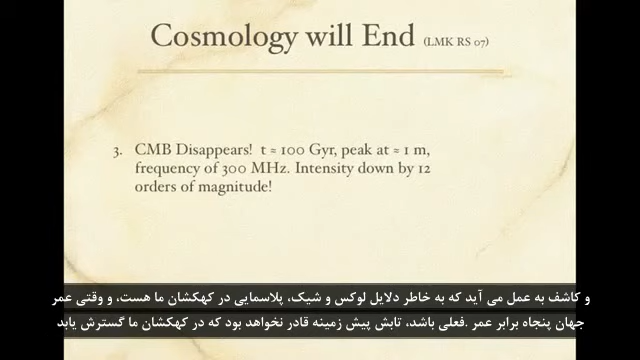 Cosmology will End (LMK RS 07)
3. CMB Disappears! t ≈ 100 Gyr, peak at ≈ 1 m,
frequency of 300 MHz. Intensity down by 12
orders of magnitude!
و کاشف به عمل می آید که به خاطر دلایل لوکس و شیک، پلاسمایی در کهکشان ما هست، و وقتی عمر
جهان پنجاه برابر عمر .فعلی باشد، تابش پیش زمینه قادر نخواهد بود که در کهکشان ما گسترش یابد